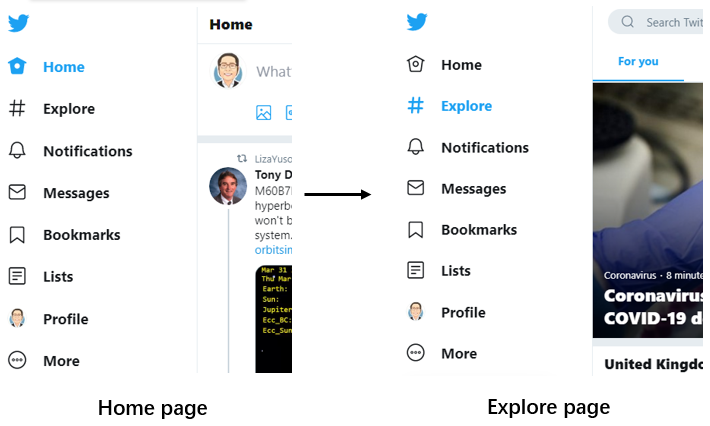 Home
Explore
Notifications
Messages
Bookmarks
Lists
Profile
More
Home
What
LizaYuso
Tony D
M60B7
hyperbo
won't b
system.
orbitsim
Mar 31
Thu Mar
Earth:
Sun:
Jupiter
Ecc_BC:
Ecc_Sun
Home page
Home
Explore
Notifications
Messages
Bookmarks
Lists
Profile
More
Search Twit
For you
Coronavirus · 8 minute
Coronavirus
COVID-19 d
United Kingdo
Explore page